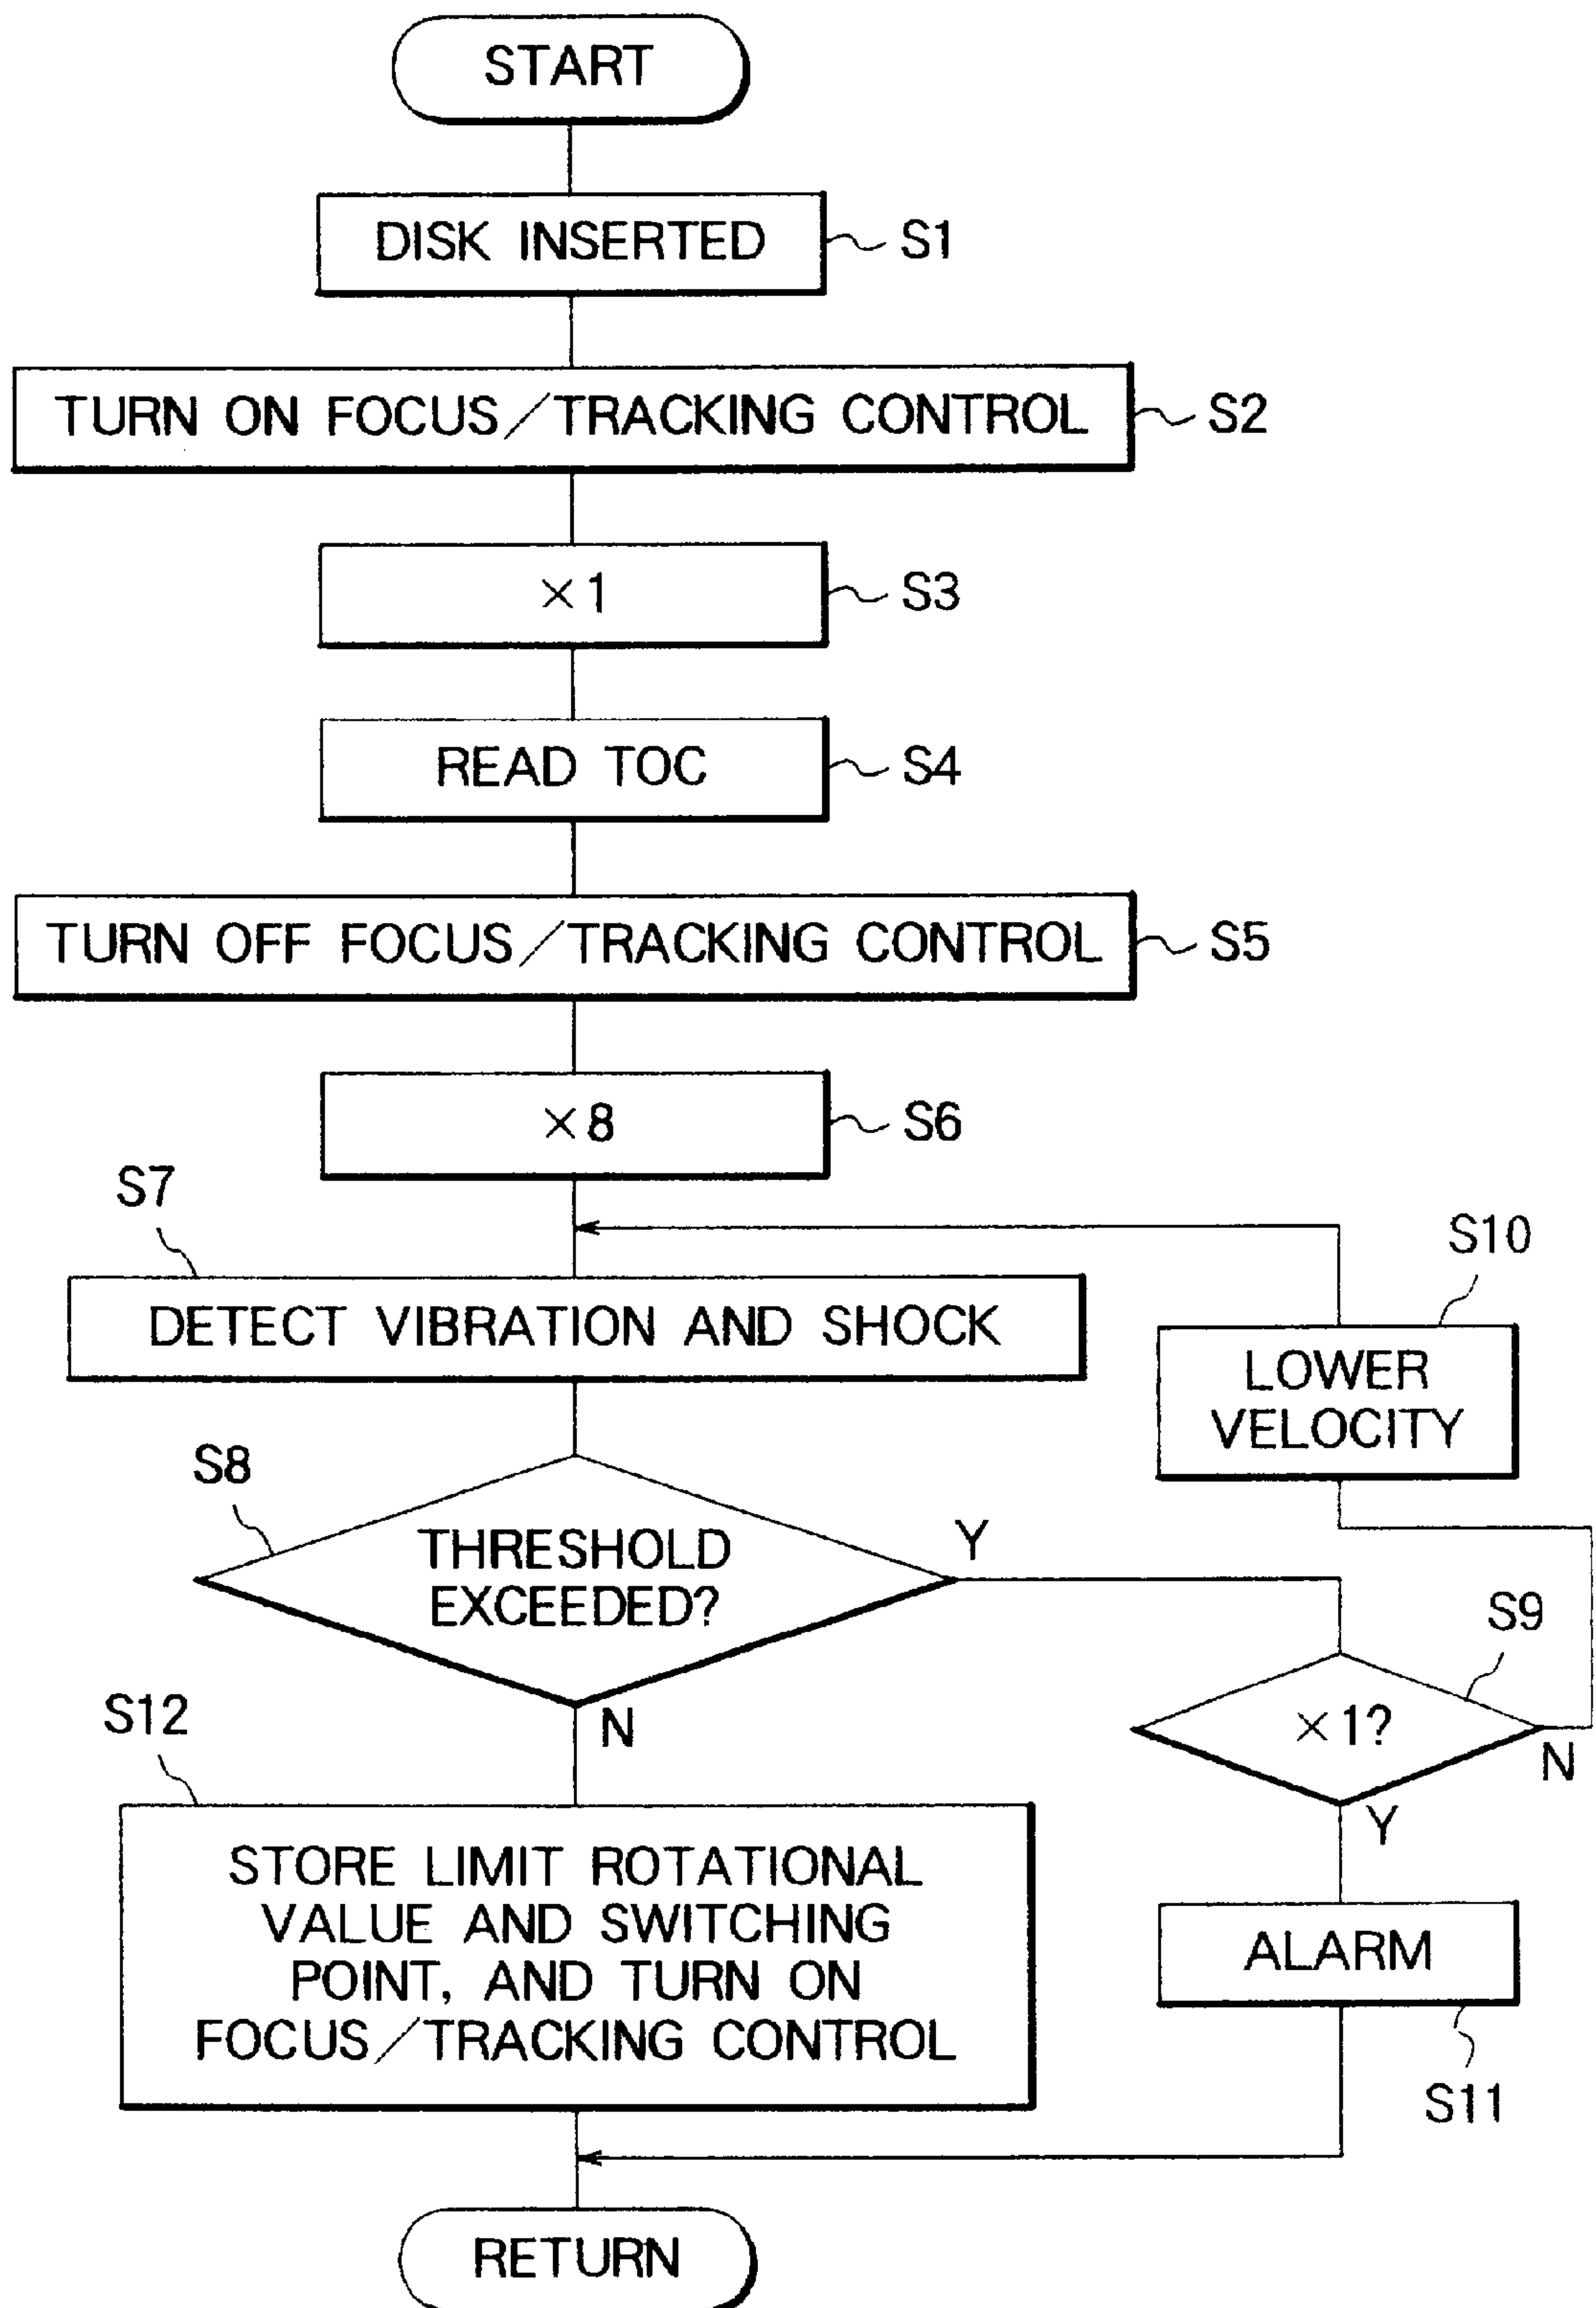 START
DISK INSERTED
S1
TURN ON FOCUS/TRACKING CONTROL
S2
×1
S3
READ TOC
S4
TURN OFF FOCUS/TRACKING CONTROL
S5
×8
S6
S7
DETECT VIBRATION AND SHOCK
S10
LOWER
VELOCITY
S8
THRESHOLD
EXCEEDED?
Y
N
S9
×1?
N
Y
S12
STORE LIMIT ROTATIONAL
VALUE AND SWITCHING
POINT, AND TURN ON
FOCUS/TRACKING CONTROL
ALARM
S11
RETURN